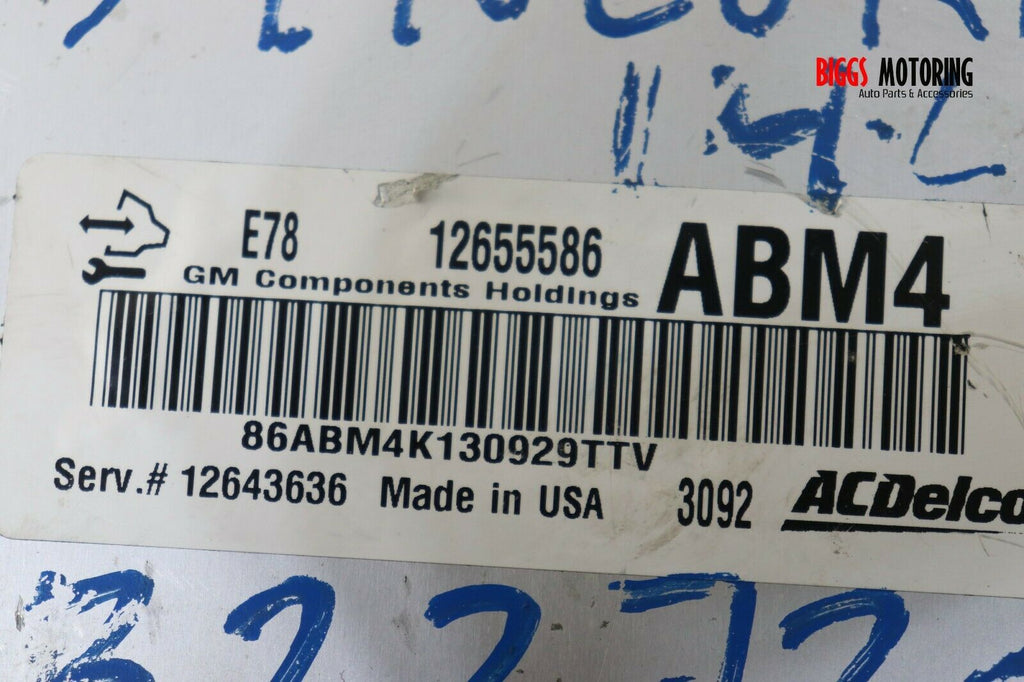 BIGGS MOTORING
Auto Parts & Accessories
E78 12655586 ABM4
GM Components Holdings
86ABM4K130929TTV
Serv.# 12643636 Made in USA 3092 ACDelco